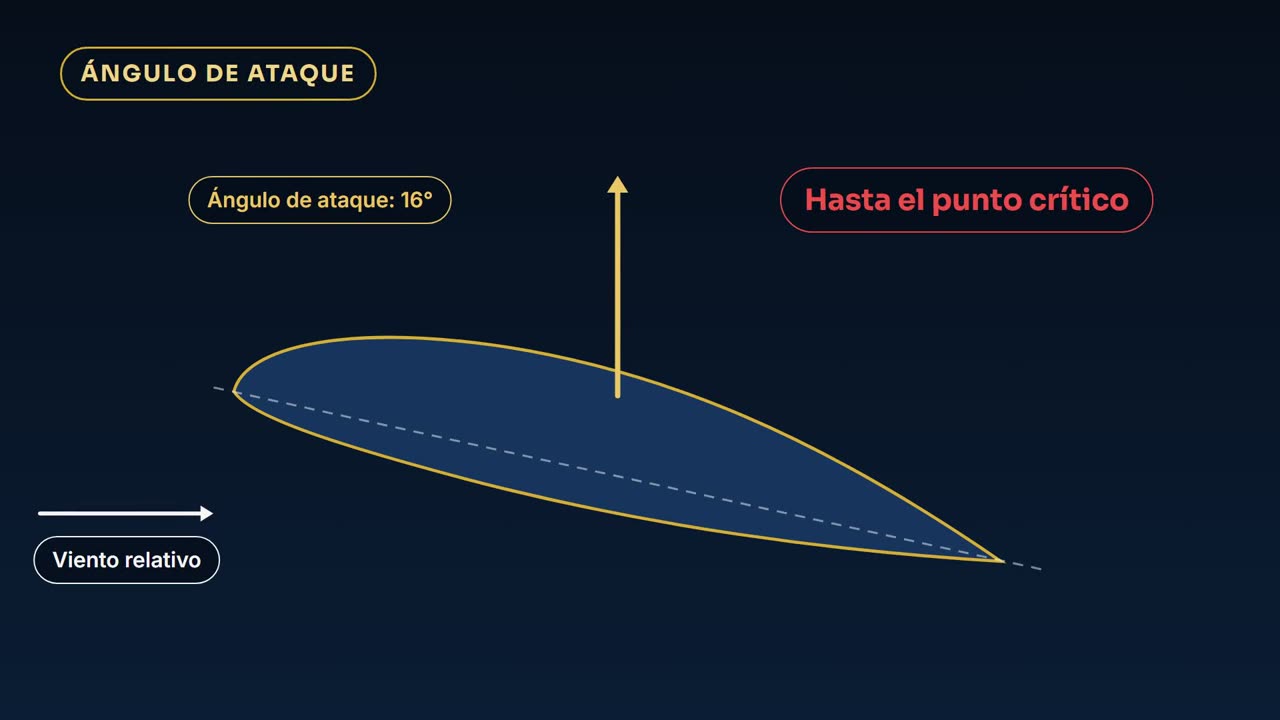 ÁNGULO DE ATAQUE
Ángulo de ataque: 16°
Hasta el punto crítico
Viento relativo